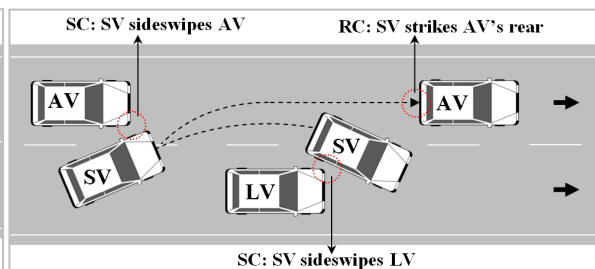 SC: SV sideswipes AV
RC: SV strikes AV's rear
AV
AV
SV
SV
LV
SC: SV sideswipes LV